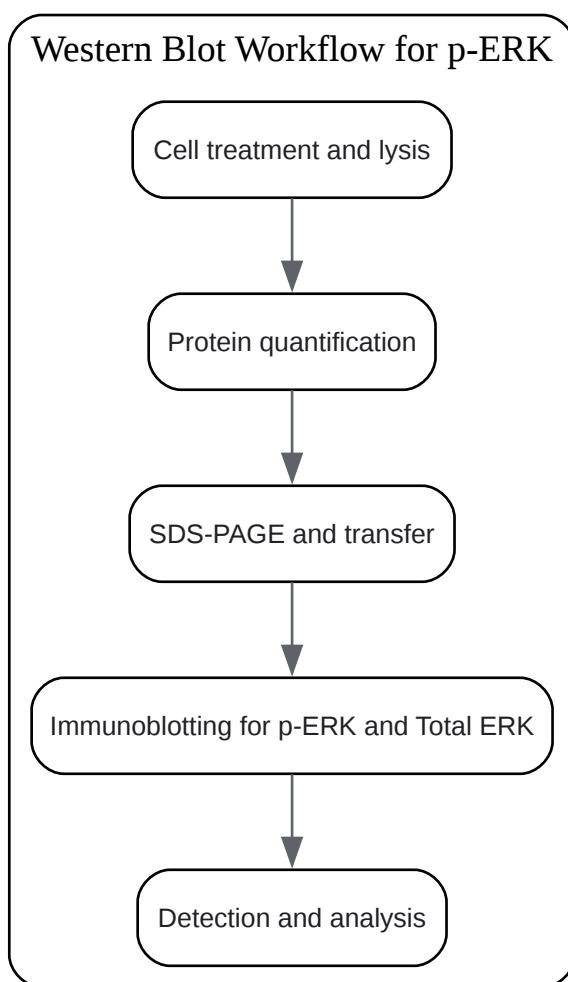 Western Blot Workflow for p-ERK
Cell treatment and lysis
Protein quantification
SDS-PAGE and transfer
Immunoblotting for p-ERK and Total ERK
Detection and analysis